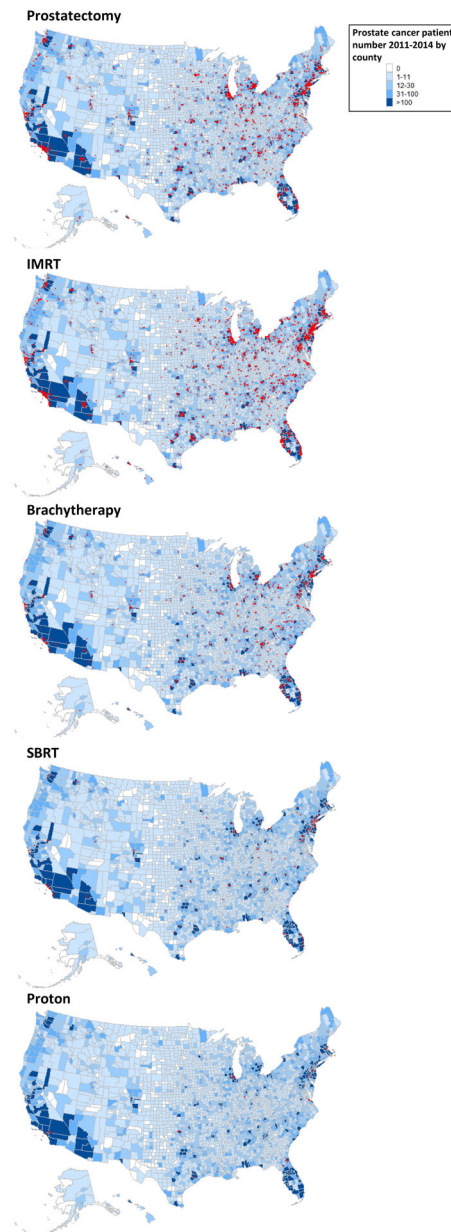 Prostatectomy
Prostate cancer patient
number 2011-2014 by
county
0
1-11
12-30
31-100
>100
IMRT
Brachytherapy
SBRT
Proton